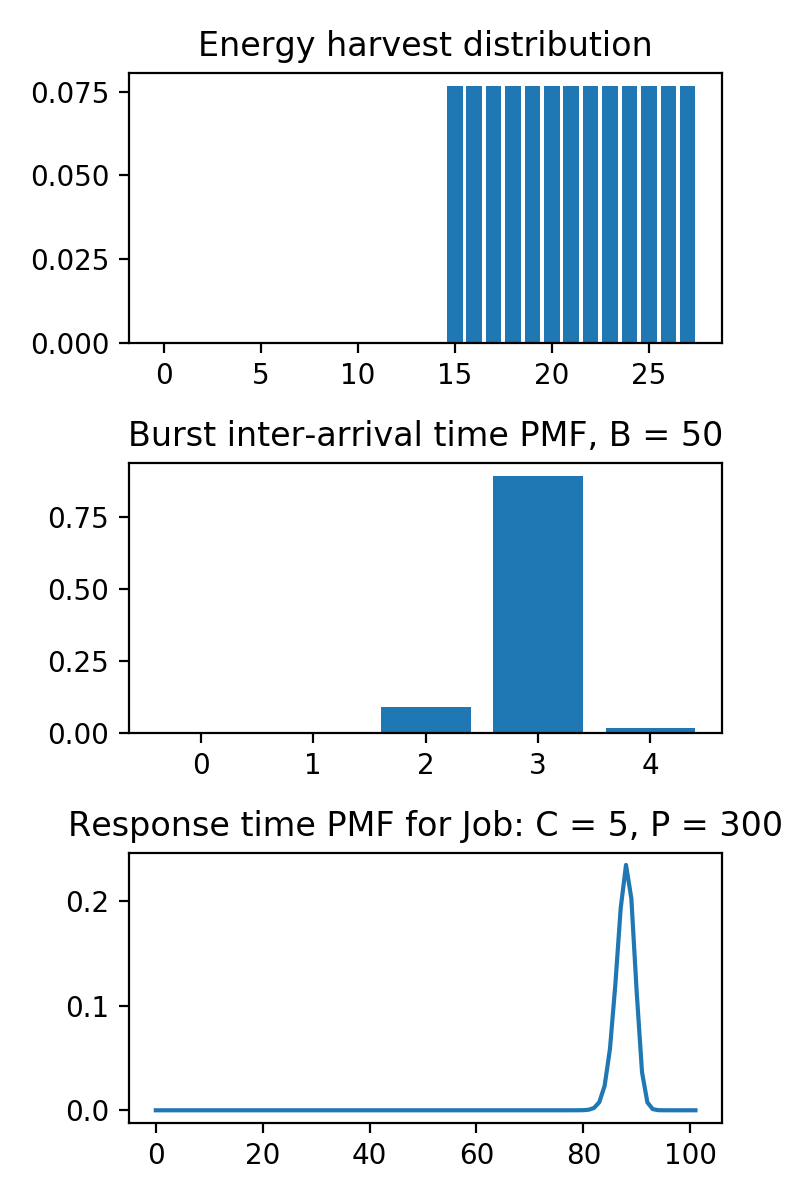 Energy harvest distribution
0.075
0.050
0.025
0.000
0 5 10 15 20 25
Burst inter-arrival time PMF, B = 50
0.75
0.50
0.25
0.00
0 1 2 3 4
Response time PMF for Job: C = 5, P = 300
0.2
0.1
0.0
0 20 40 60 80 100